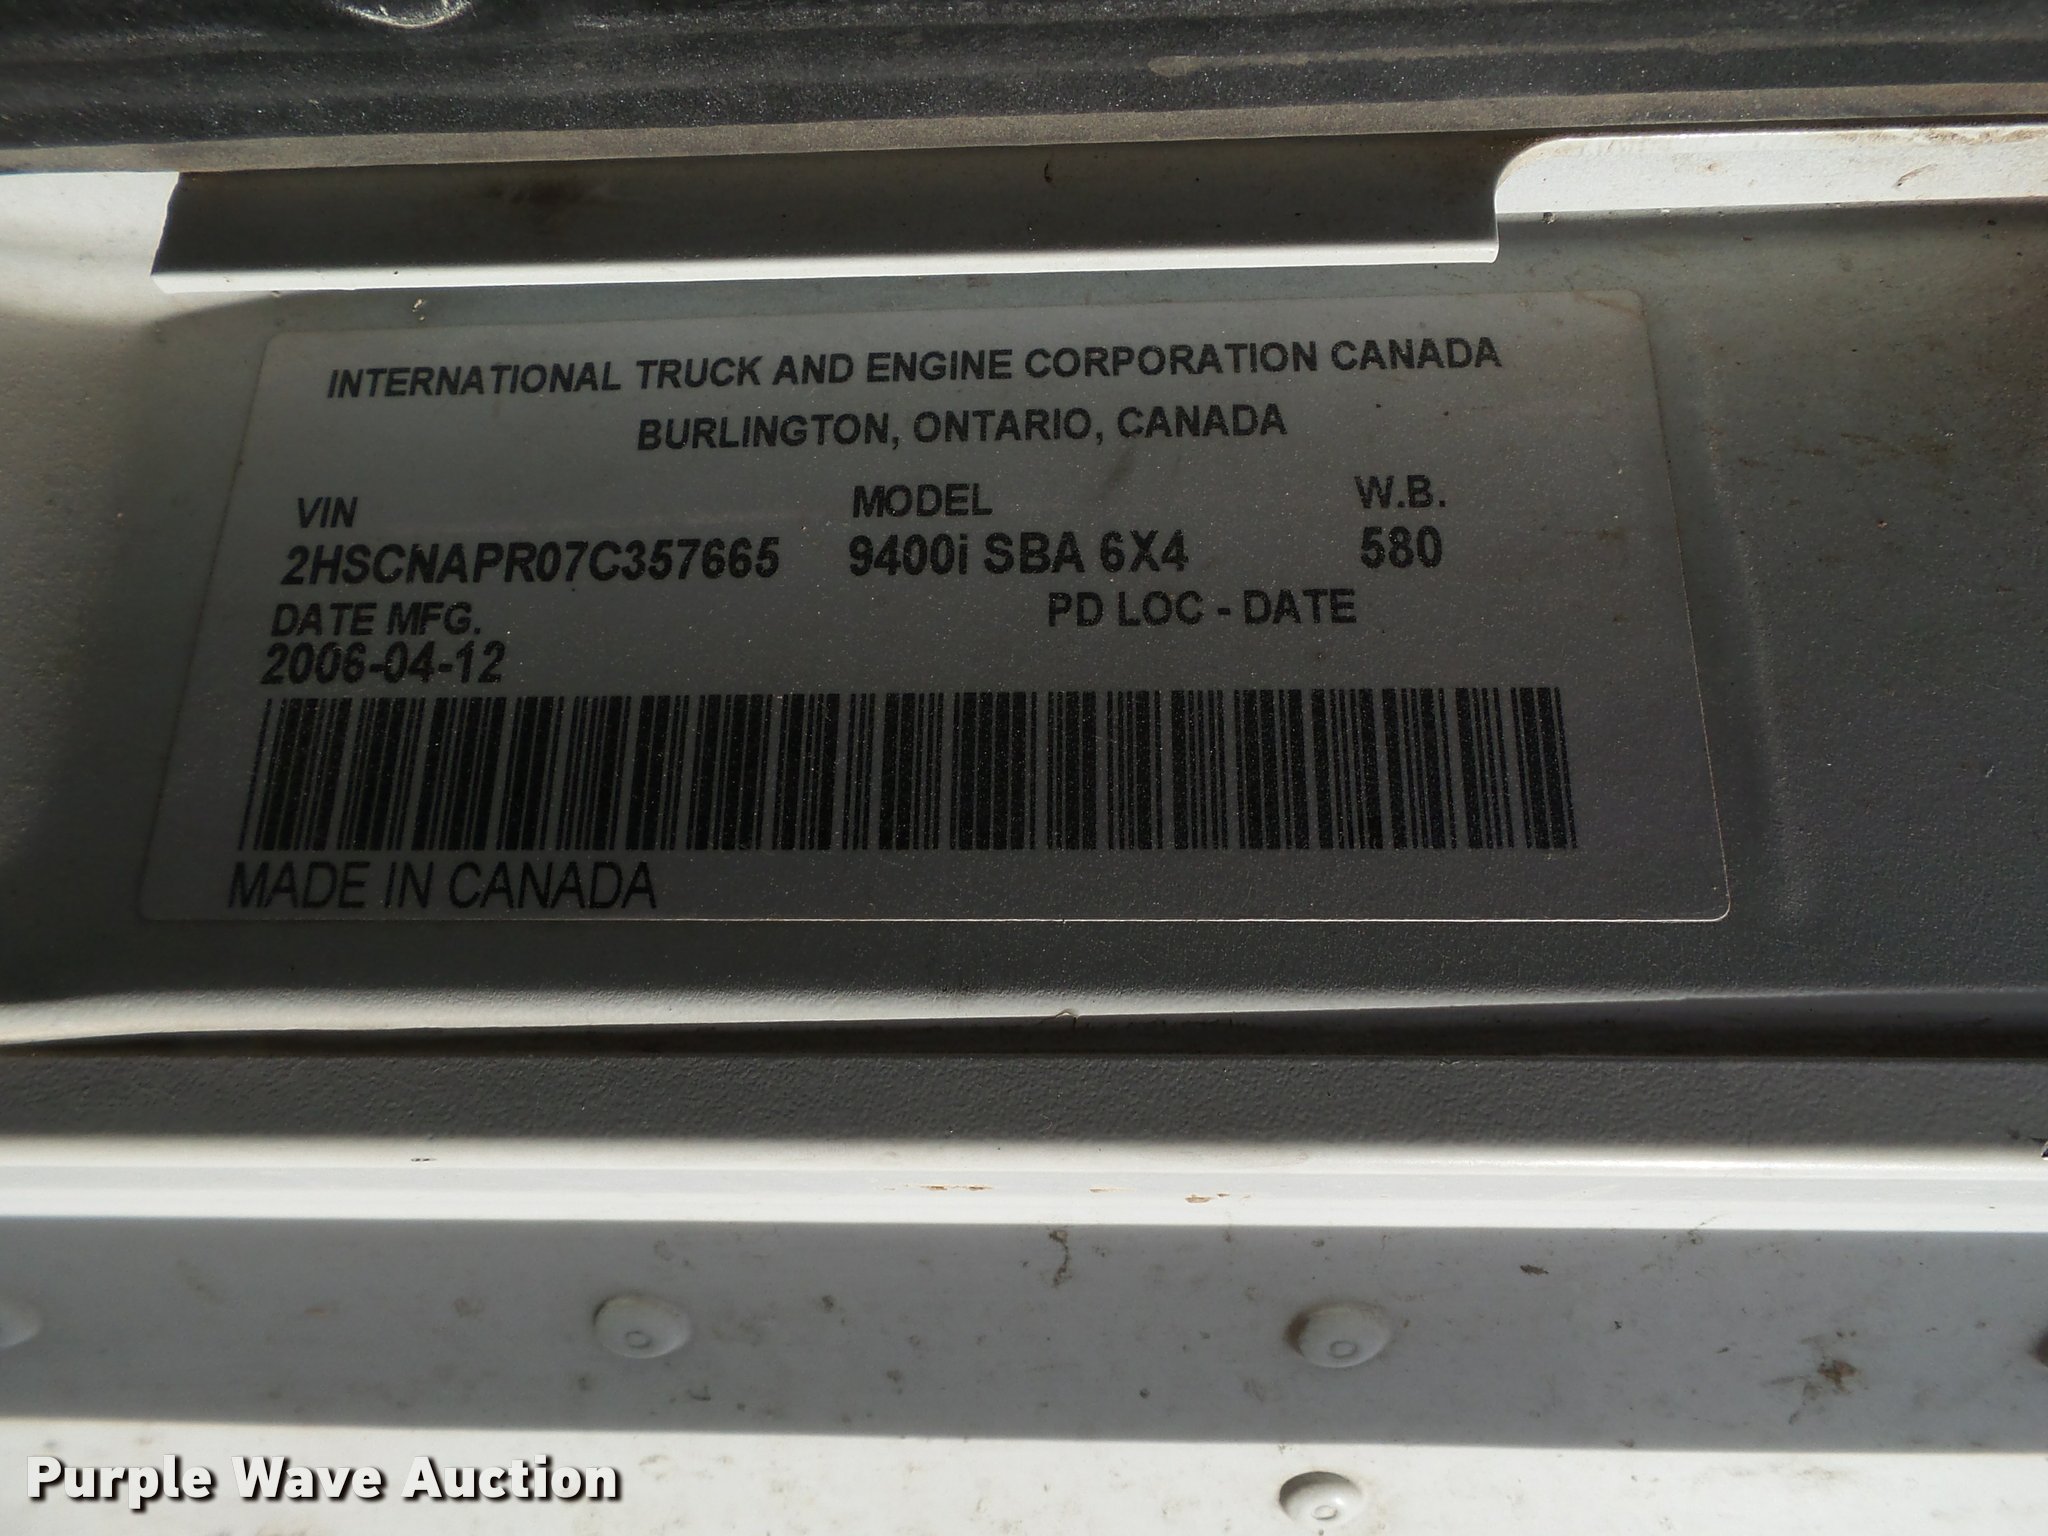 INTERNATIONAL TRUCK AND ENGINE CORPORATION CANADA
BURLINGTON, ONTARIO, CANADA
VIN MODEL W.B.
2HSCNAPR07C357665 9400i SBA 6X4 580
DATE MFG. PD LOC - DATE
2006-04-12
MADE IN CANADA
Purple Wave Auction